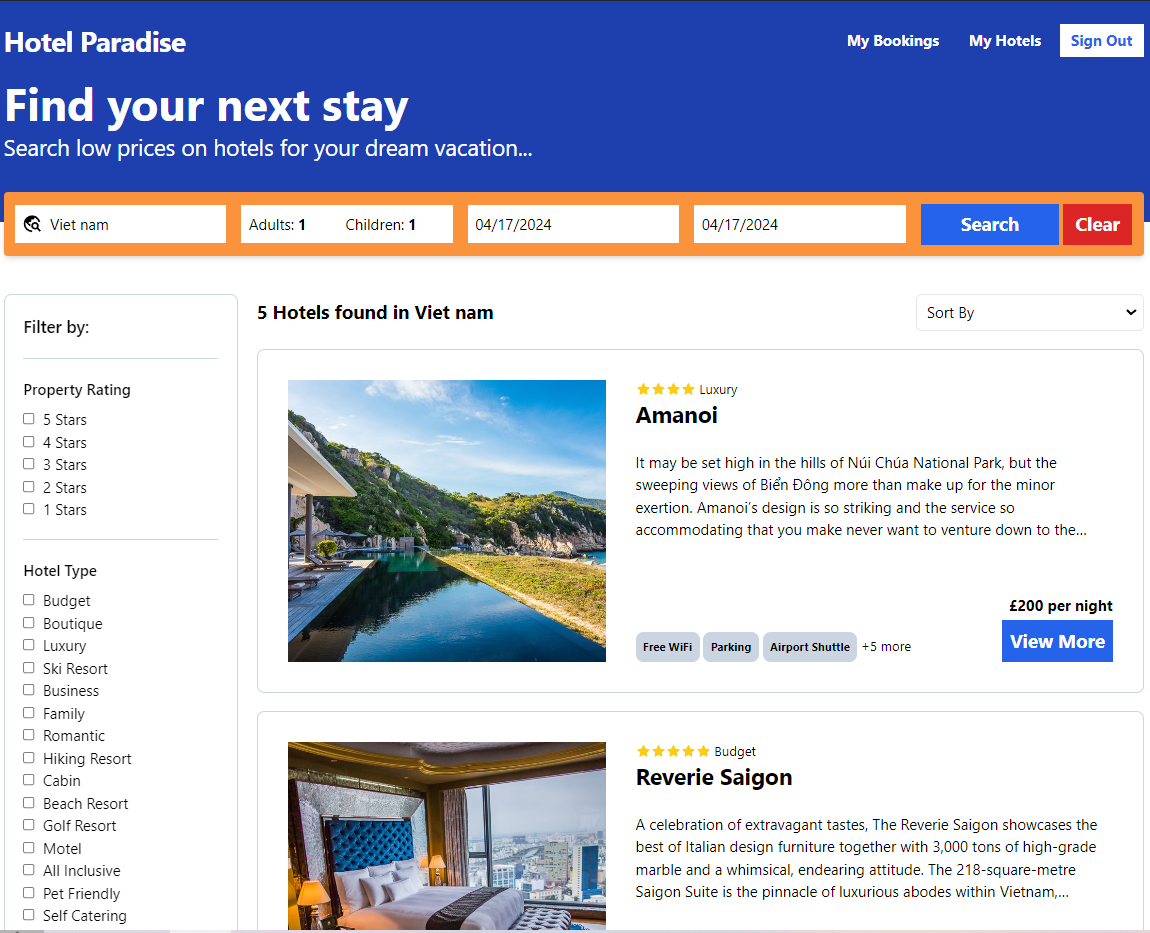 Hotel Paradise
My Bookings
My Hotels
Sign Out
Find your next stay
Search low prices on hotels for your dream vacation...
Viet nam
Adults: 1
Children: 1
04/17/2024
04/17/2024
Search
Clear
Filter by:
Property Rating
5 Stars
4 Stars
3 Stars
2 Stars
1 Stars
Hotel Type
Budget
Boutique
Luxury
Ski Resort
Business
Family
Romantic
Hiking Resort
Cabin
Beach Resort
Golf Resort
Motel
All Inclusive
Pet Friendly
Self Catering
5 Hotels found in Viet nam
Sort By
Luxury
Amanoi
It may be set high in the hills of Núi Chúa National Park, but the
sweeping views of Biển Đông more than make up for the minor
exertion. Amanoi’s design is so striking and the service so
accommodating that you make never want to venture down to the...
£200 per night
Free WiFi
Parking
Airport Shuttle
+5 more
View More
Budget
Reverie Saigon
A celebration of extravagant tastes, The Reverie Saigon showcases the
best of Italian design furniture together with 3,000 tons of high-grade
marble and a whimsical, endearing attitude. The 218-square-metre
Saigon Suite is the pinnacle of luxurious abodes within Vietnam,...